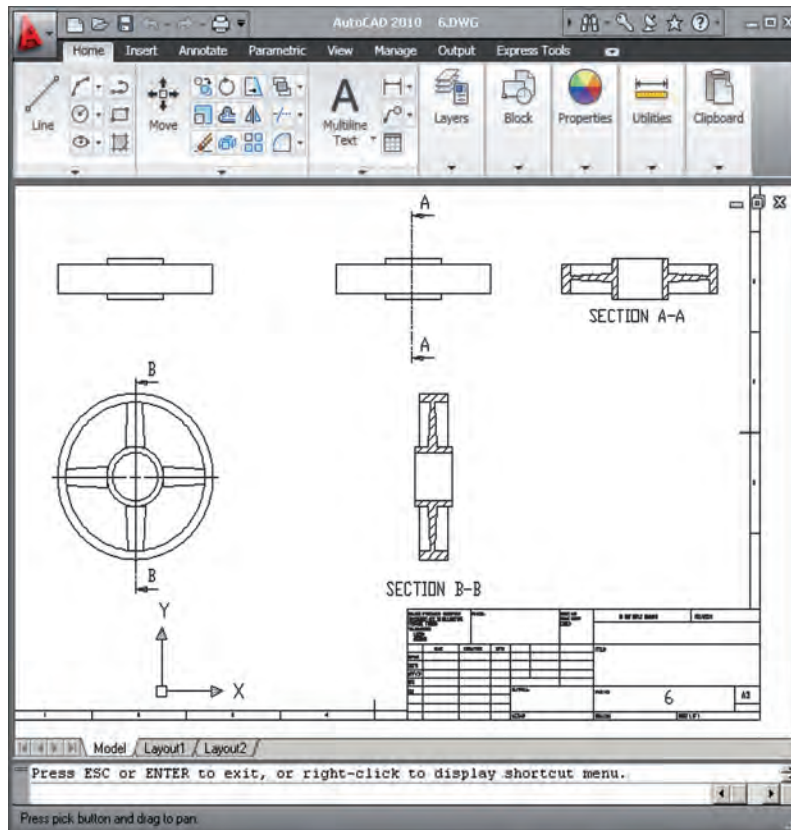 AutoCAD 2010 6.DWG
Home Insert Annotate Parametric View Manage Output Express Tools
Line
Move
A
Multiline
Text
Layers
Block
Properties
Utilities
Clipboard
A
A
SECTION A-A
B
B
SECTION B-B
Y
X
TITLE
6
A3
Model Layout1 Layout2
Press ESC or ENTER to exit, or right-click to display shortcut menu.
Press pick button and drag to pan